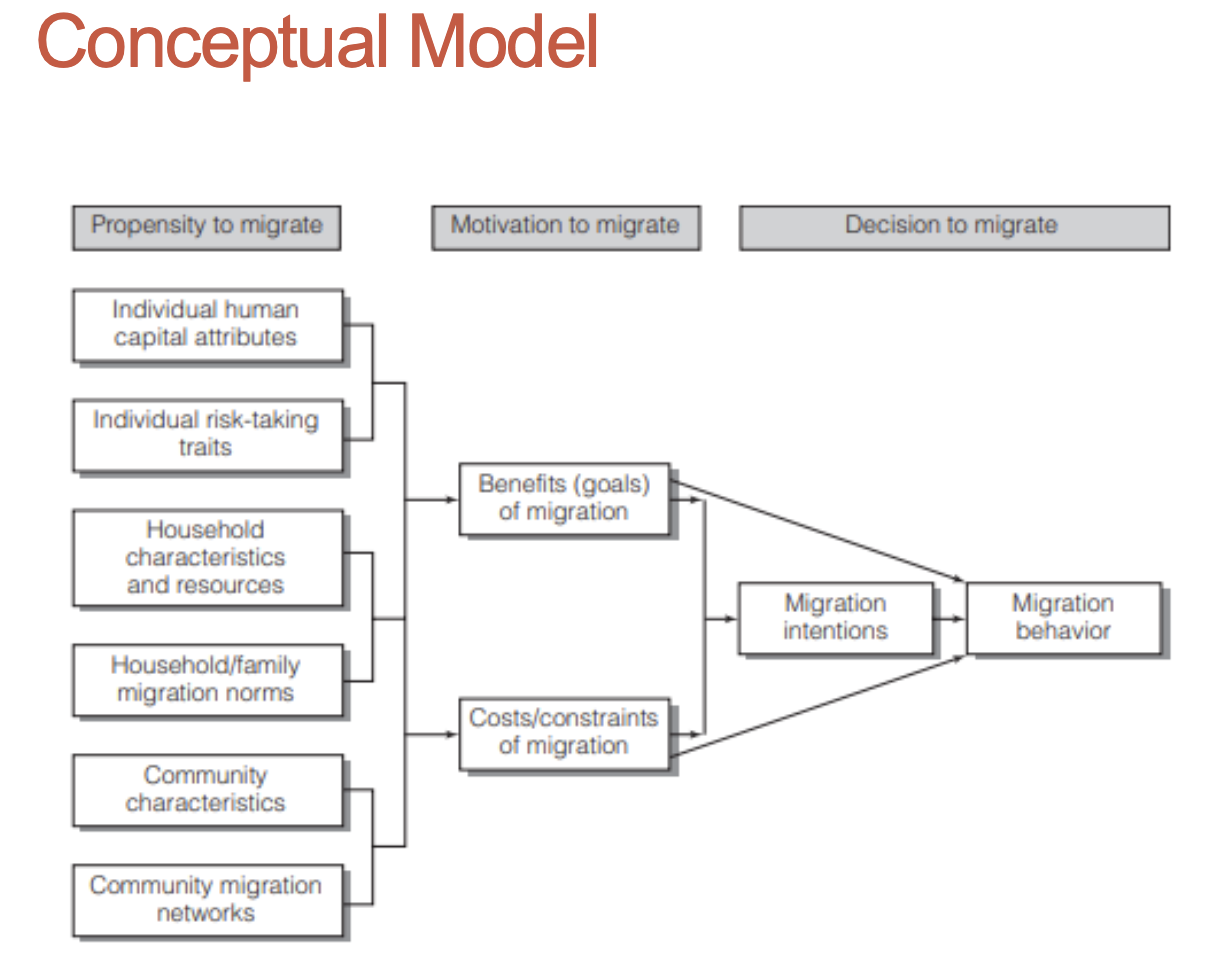 Conceptual Model
Propensity to migrate
Motivation to migrate
Decision to migrate
Individual human
capital attributes
Individual risk-taking
traits
Household
characteristics
and resources
Household/family
migration norms
Community
characteristics
Community migration
networks
Benefits (goals)
of migration
Costs/constraints
of migration
Migration
intentions
Migration
behavior